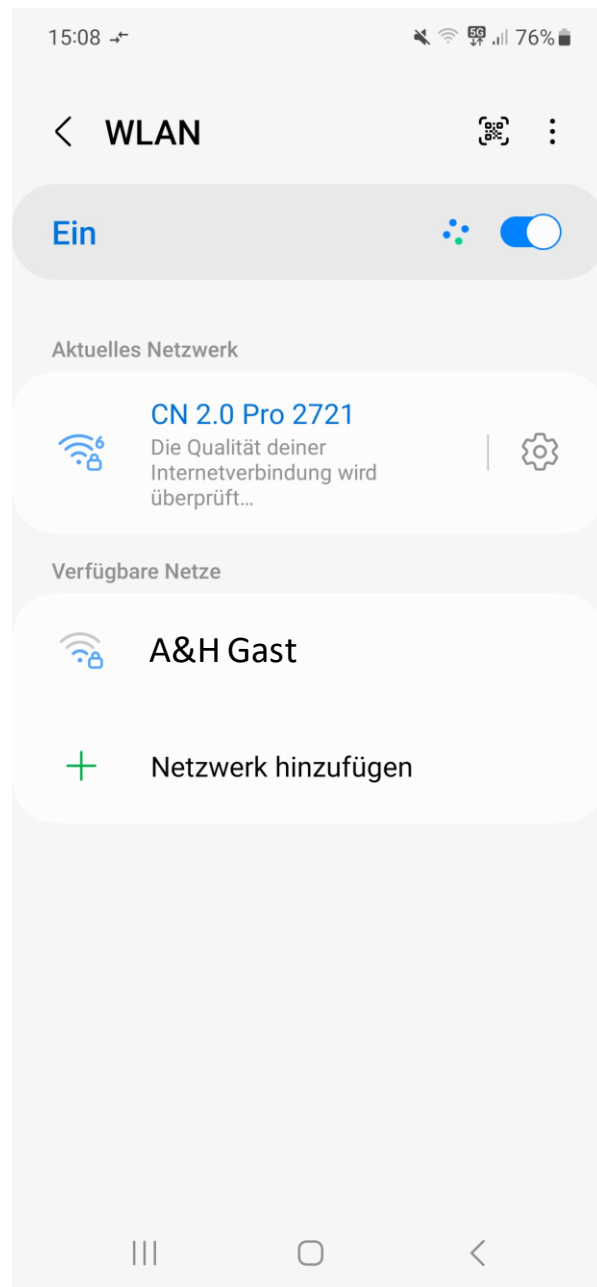 15:08 76%
WLAN
Ein
Aktuelles Netzwerk
6 CN 2.0 Pro 2721
Die Qualität deiner
Internetverbindung wird
überprüft...
Verfügbare Netze
A&H Gast
Netzwerk hinzufügen